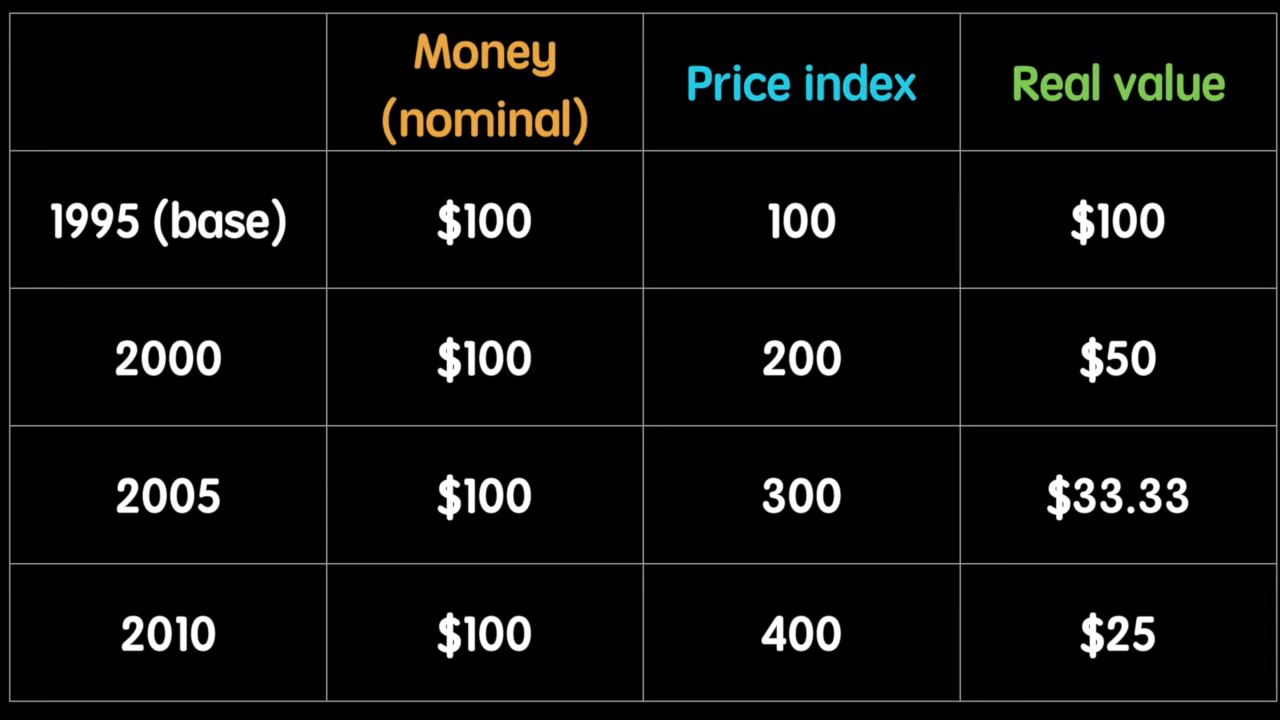 Money (nominal) Price index Real value
1995 (base) $100 100 $100
2000 $100 200 $50
2005 $100 300 $33.33
2010 $100 400 $25